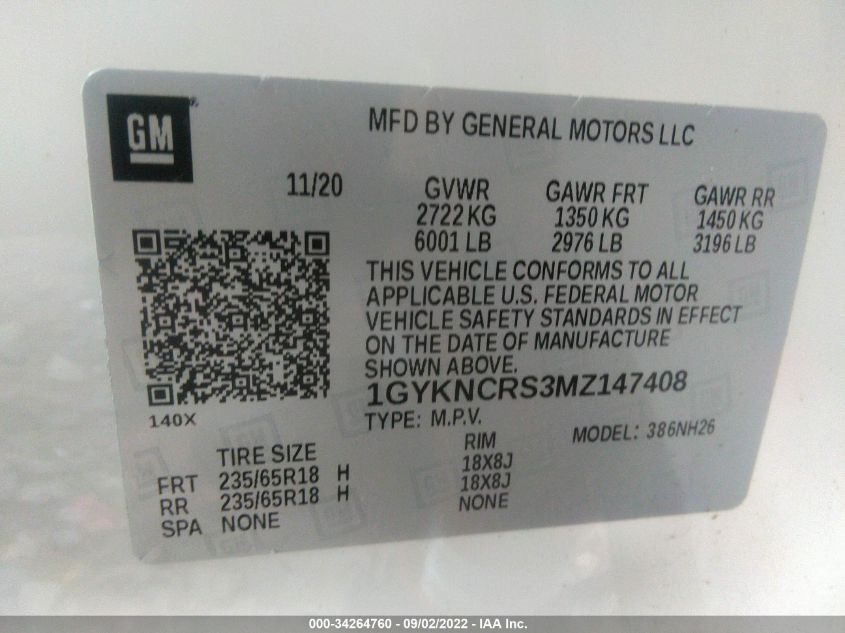 GM
MFD BY GENERAL MOTORS LLC
11/20 GVWR GAWR FRT GAWR RR
2722 KG 1350 KG 1450 KG
6001 LB 2976 LB 3196 LB
THIS VEHICLE CONFORMS TO ALL
APPLICABLE U.S. FEDERAL MOTOR
VEHICLE SAFETY STANDARDS IN EFFECT
ON THE DATE OF MANUFACTURE
SHOWN ABOVE.
1GYKNCRS3MZ147408
140X
TYPE: M.P.V.
MODEL: 386NH26
TIRE SIZE RIM
FRT 235/65R18 H 18X8J
RR 235/65R18 H 18X8J
SPA NONE NONE
000-34264760 - 09/02/2022 - IAA Inc.